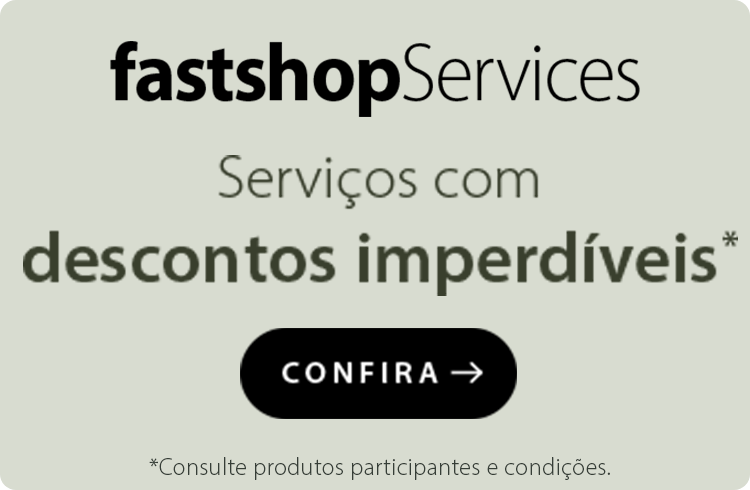 fastshopServices
Serviços com
descontos imperdíveis*
CONFIRA →
*Consulte produtos participantes e condições.